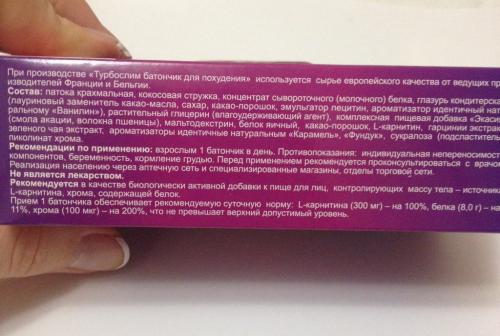 При производстве «Турбослим батончик для похудения» используется сырье европейского качества от ведущих
изводителей Франции и Бельгии.
Состав: патока крахмальная, кокосовая стружка, концентрат сывороточного (молочного) белка, глазурь кондитерск
(лауриновый заменитель какао-масла, сахар, какао-порошок, эмульгатор лецитин, ароматизатор идентичный нат
ральному «Ванилин»), растительный глицерин (влагоудерживающий агент), комплексная пищевая добавка
(смола акации, волокна пшеницы), мальтодекстрин, белок яичный, какао-порошок, L-карнитин, гарцинии экстрак
зеленого чая экстракт, ароматизаторы идентичные натуральным «Карамель», «Фундук», сукралоза (подсластитель
пиколинат хрома.
Рекомендации по применению: взрослым 1 батончик в день. Противопоказания: индивидуальная непереносимост
компонентов, беременность, кормление грудью. Перед применением рекомендуется проконсультироваться с врачо
Реализация населению через аптечную сеть и специализированные магазины, отделы торговой сети.
Не является лекарством.
Рекомендуется в качестве биологически активной добавки к пище для лиц, контролирующих массу тела – источник
L-карнитина, хрома, содержащей белок.
Прием 1 батончика обеспечивает рекомендуемую суточную норму: L-карнитина (300 мг) – на 100%, белка (8,0 г) – на
11%, хрома (100 мкг) – на 200%, что не превышает верхний допустимый уровень.